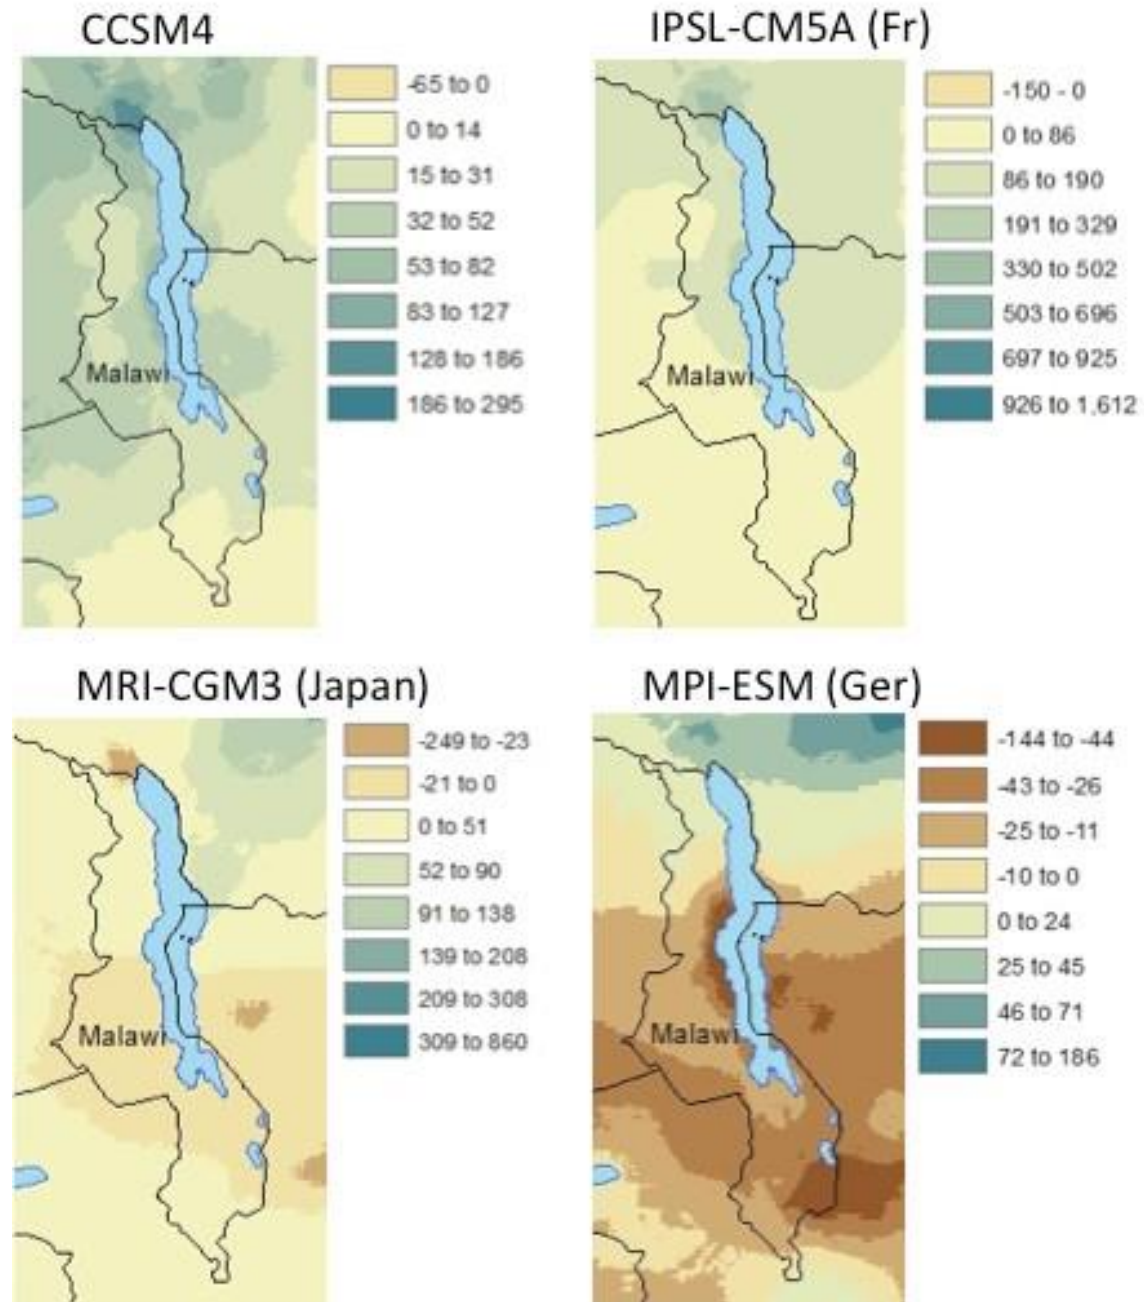 CCSM4
-65 to 0
0 to 14
15 to 31
32 to 52
53 to 82
83 to 127
128 to 186
186 to 295
Malawi
IPSL-CM5A (Fr)
-150 - 0
0 to 86
86 to 190
191 to 329
330 to 502
503 to 696
697 to 925
926 to 1,612
Malawi
MRI-CGM3 (Japan)
-249 to -23
-21 to 0
0 to 51
52 to 90
91 to 138
139 to 208
209 to 308
309 to 860
Malawi
MPI-ESM (Ger)
-144 to -44
-43 to -26
-25 to -11
-10 to 0
0 to 24
25 to 45
46 to 71
72 to 186
Malawi